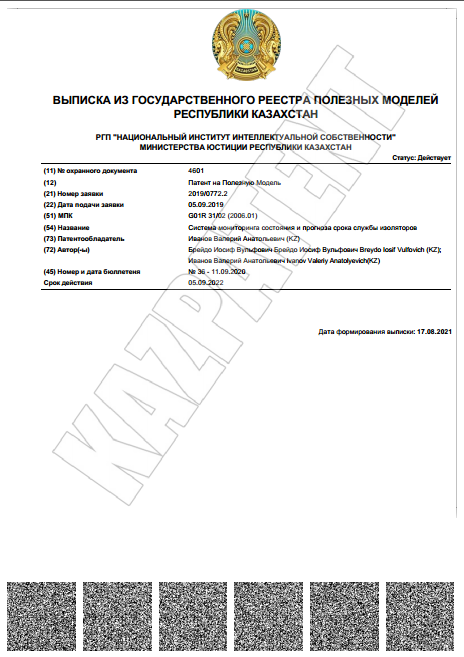 ҚАЗАҚСТАН
ВЫПИСКА ИЗ ГОСУДАРСТВЕННОГО РЕЕСТРА ПОЛЕЗНЫХ МОДЕЛЕЙ
РЕСПУБЛИКИ КАЗАХСТАН
РГП "НАЦИОНАЛЬНЫЙ ИНСТИТУТ ИНТЕЛЛЕКТУАЛЬНОЙ СОБСТВЕННОСТИ"
МИНИСТЕРСТВА ЮСТИЦИИ РЕСПУБЛИКИ КАЗАХСТАН
Статус: Действует
(11) № охранного документа 4601
(12) Патент на Полезную Модель
(21) Номер заявки 2019/0772.2
(22) Дата подачи заявки 05.09.2019
(51) МПК G01R 31/02 (2006.01)
(54) Название Система мониторинга состояния и прогноза срока службы изоляторов
(73) Патентообладатель Иванов Валерий Анатольевич (KZ)
(72) Автор(-ы) Брейдо Иосиф Вульфович Брейдо Иосиф Вульфович Breydo Iosif Vulfovich (KZ);
Иванов Валерий Анатольевич Ivanov Valeriy Anatolyevich(KZ)
(45) Номер и дата бюллетеня № 36 - 11.09.2020
Срок действия 05.09.2022
Дата формирования выписки: 17.08.2021
KAZPATENT